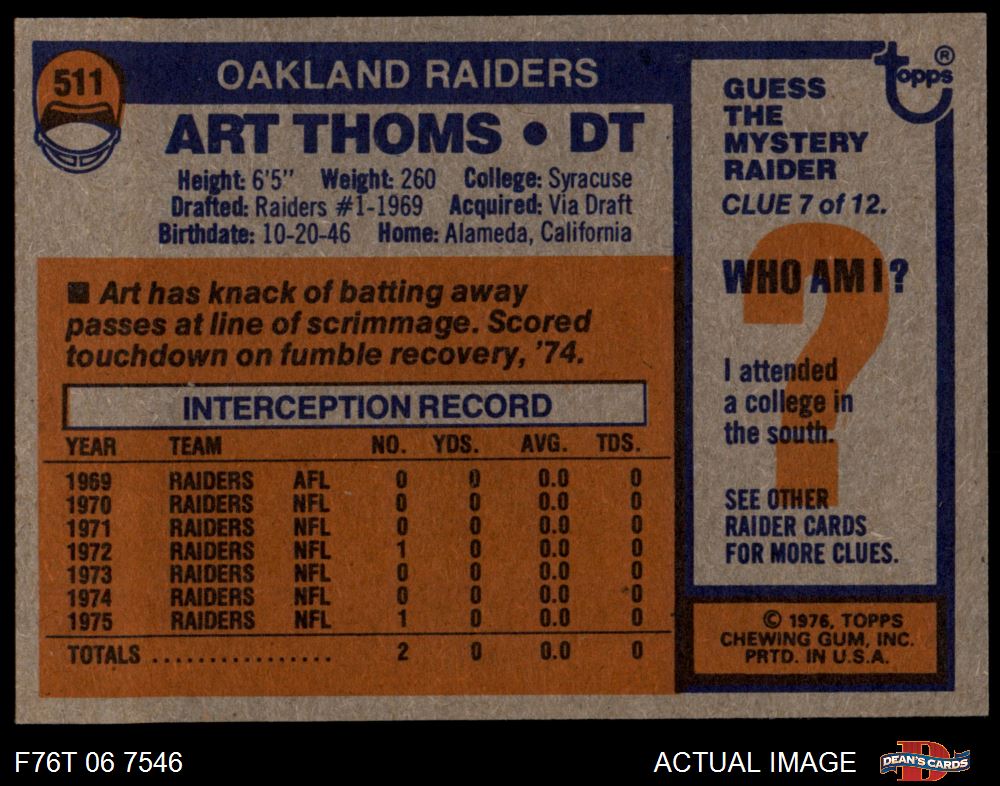 511
OAKLAND RAIDERS
ART THOMS • DT
Height: 6'5" Weight: 260 College: Syracuse
Drafted: Raiders #1-1969 Acquired: Via Draft
Birthdate: 10-20-46 Home: Alameda, California
■ Art has knack of batting away
passes at line of scrimmage. Scored
touchdown on fumble recovery, '74.
INTERCEPTION RECORD
YEAR TEAM NO. YDS. AVG. TDS.
1969 RAIDERS AFL 0 0 0.0 0
1970 RAIDERS NFL 0 0 0.0 0
1971 RAIDERS NFL 0 0 0.0 0
1972 RAIDERS NFL 1 0 0.0 0
1973 RAIDERS NFL 0 0 0.0 0
1974 RAIDERS NFL 0 0 0.0 0
1975 RAIDERS NFL 1 0 0.0 0
TOTALS ................. 2 0 0.0 0
topps®
GUESS
THE
MYSTERY
RAIDER
CLUE 7 of 12.
?
WHO AM I?
I attended
a college in
the south.
SEE OTHER
RAIDER CARDS
FOR MORE CLUES.
© 1976, TOPPS
CHEWING GUM, INC.
PRTD. IN U.S.A.
F76T 06 7546
ACTUAL IMAGE
D
DEAN'S CARDS